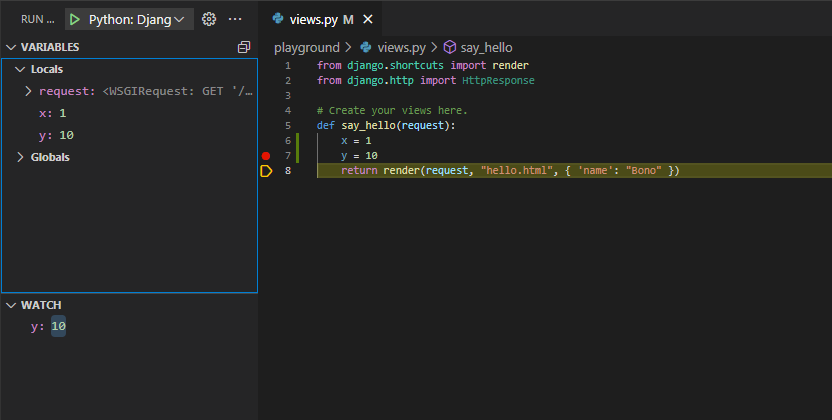 RUN ... Python: Djang ...
VARIABLES
Locals
request: <WSGIRequest: GET '/...
x: 1
y: 10
Globals
WATCH
y: 10
views.py M
playground > views.py > say_hello
1 from django.shortcuts import render
2 from django.http import HttpResponse
3
4 # Create your views here.
5 def say_hello(request):
6 x = 1
7 y = 10
8 return render(request, "hello.html", { 'name': "Bono" })